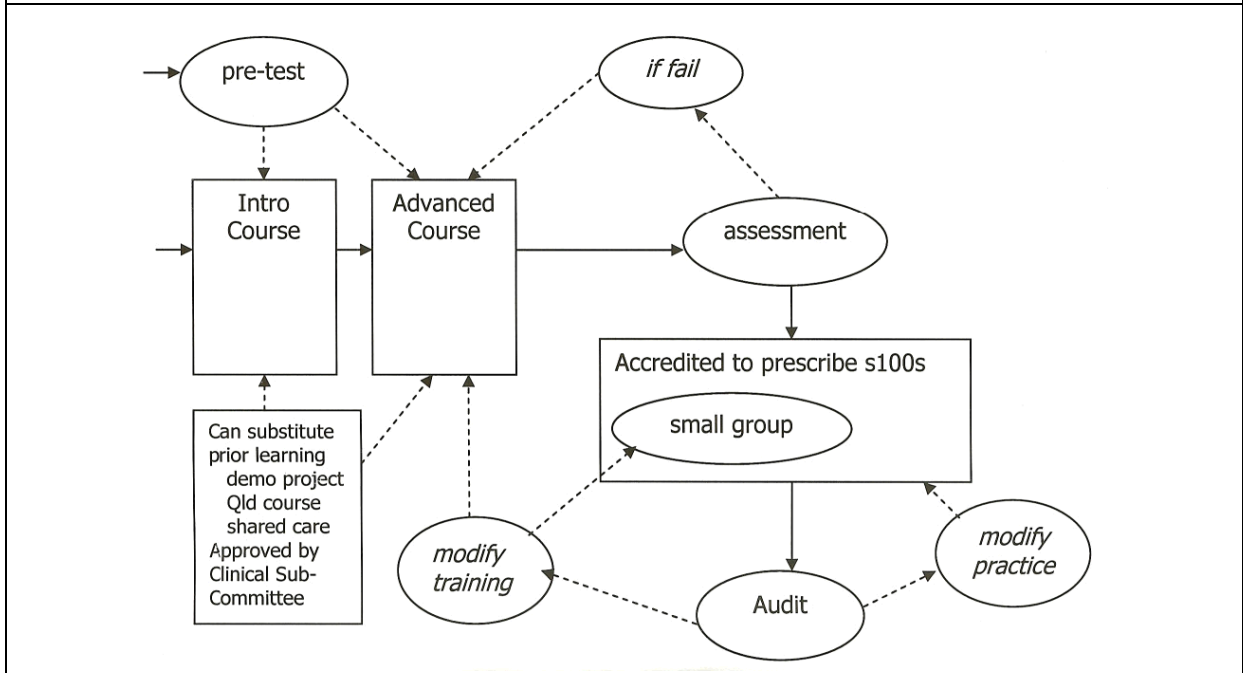 pre-test
if fail
Intro
Course
Advanced
Course
assessment
Accredited to prescribe s100s
small group
Can substitute
prior learning
demo project
Qld course
shared care
Approved by
Clinical Sub-
Committee
modify
training
Audit
modify
practice